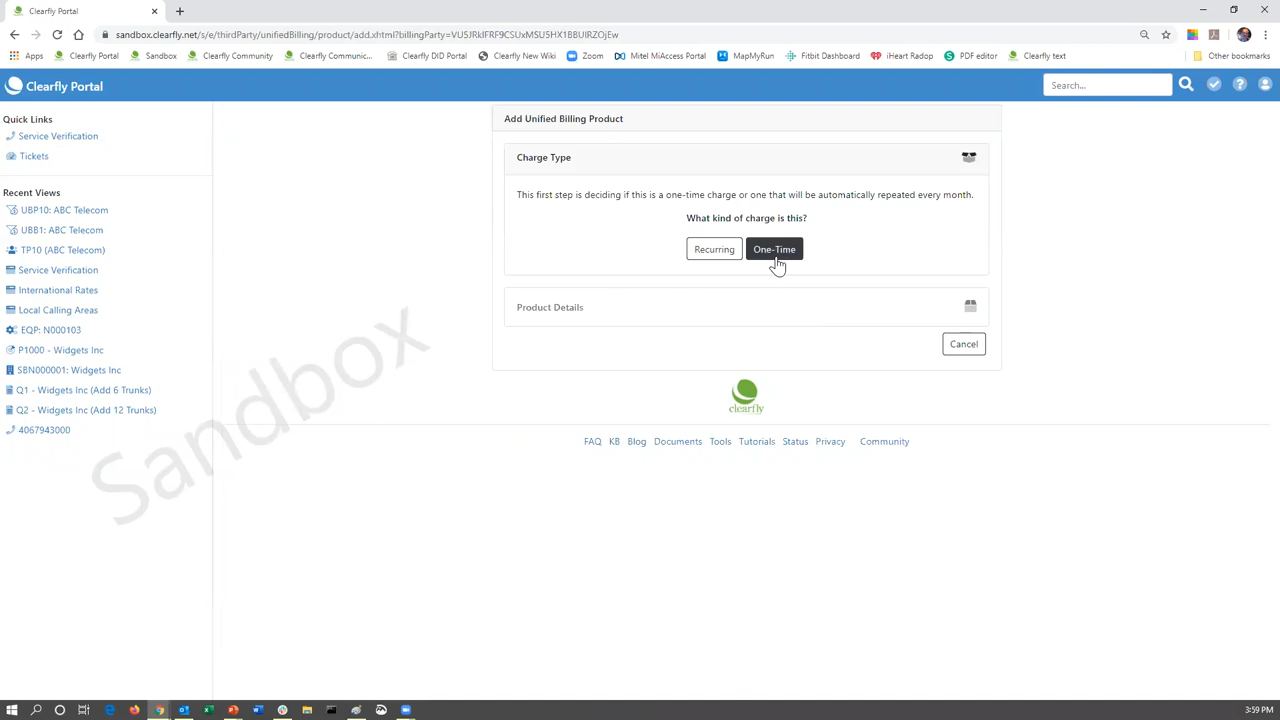 Clearfly Portal
sandbox.clearfly.net/s/e/thirdParty/unifiedBilling/product/add.xhtml?billingParty=VU5JRklFRF9CSUxMSU5HX1BBUlRZOjEw
Apps Clearfly Portal Sandbox Clearfly Community Clearfly Communic... Clearfly DID Portal Clearfly New Wiki Zoom Mitel MiAccess Portal MapMyRun Fitbit Dashboard iHeart Radop PDF editor Clearfly text Other bookmarks
Clearfly Portal Search...
Quick Links
Service Verification
Tickets
Recent Views
UBP10: ABC Telecom
UBB1: ABC Telecom
TP10 (ABC Telecom)
Service Verification
International Rates
Local Calling Areas
EQP: N000103
P1000 - Widgets Inc
SBN000001: Widgets Inc
Q1 - Widgets Inc (Add 6 Trunks)
Q2 - Widgets Inc (Add 12 Trunks)
4067943000
Sandbox
Add Unified Billing Product
Charge Type
This first step is deciding if this is a one-time charge or one that will be automatically repeated every month.
What kind of charge is this?
Recurring One-Time
Product Details
Cancel
clearfly
FAQ KB Blog Documents Tools Tutorials Status Privacy Community
3:59 PM